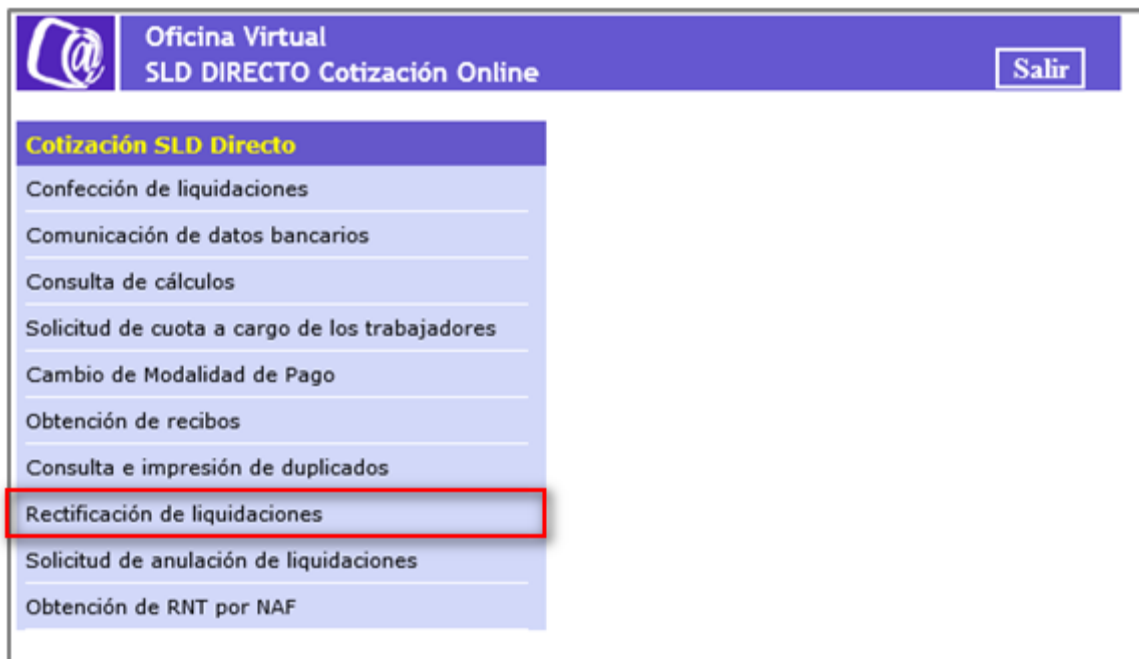 Oficina Virtual
SLD DIRECTO Cotización Online
Salir
Cotización SLD Directo
Confección de liquidaciones
Comunicación de datos bancarios
Consulta de cálculos
Solicitud de cuota a cargo de los trabajadores
Cambio de Modalidad de Pago
Obtención de recibos
Consulta e impresión de duplicados
Rectificación de liquidaciones
Solicitud de anulación de liquidaciones
Obtención de RNT por NAF